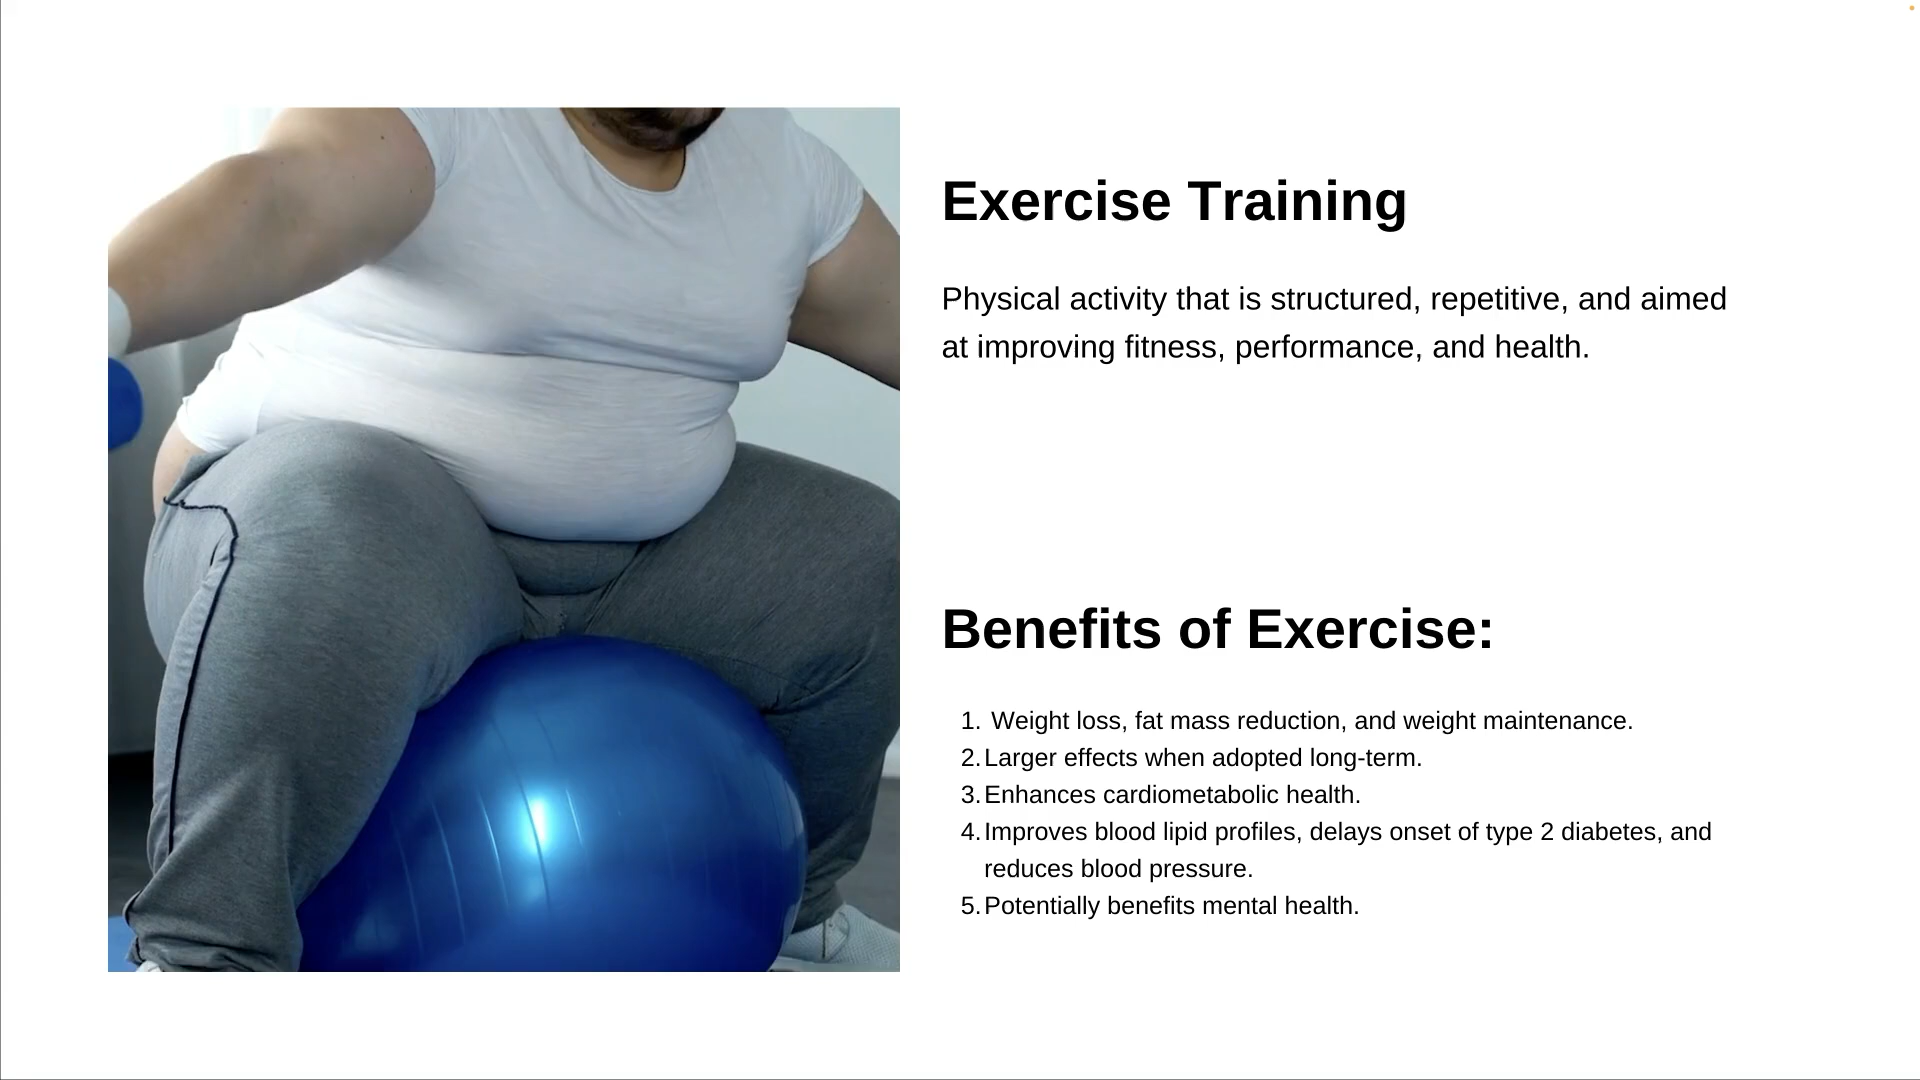 Exercise Training
Physical activity that is structured, repetitive, and aimed
at improving fitness, performance, and health.
Benefits of Exercise:
1. Weight loss, fat mass reduction, and weight maintenance.
2. Larger effects when adopted long-term.
3. Enhances cardiometabolic health.
4. Improves blood lipid profiles, delays onset of type 2 diabetes, and
reduces blood pressure.
5. Potentially benefits mental health.